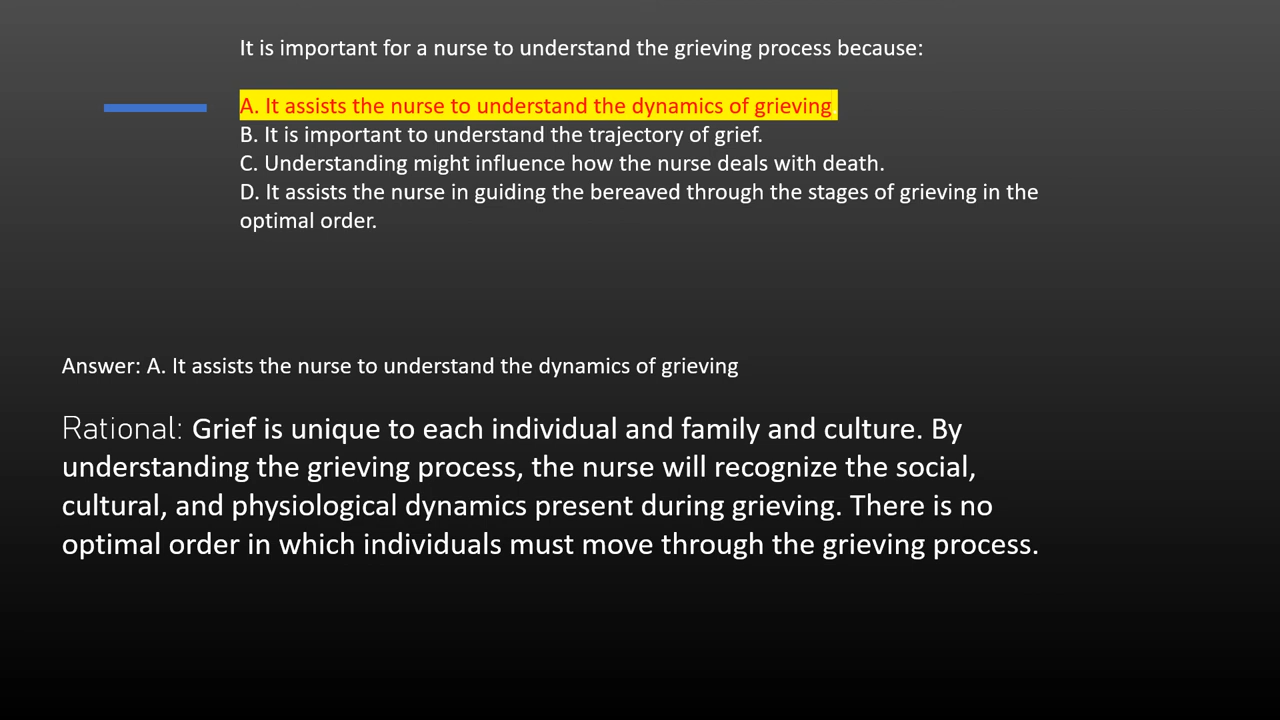 It is important for a nurse to understand the grieving process because:
A. It assists the nurse to understand the dynamics of grieving
B. It is important to understand the trajectory of grief.
C. Understanding might influence how the nurse deals with death.
D. It assists the nurse in guiding the bereaved through the stages of grieving in the
optimal order.
Answer: A. It assists the nurse to understand the dynamics of grieving
Rational: Grief is unique to each individual and family and culture. By
understanding the grieving process, the nurse will recognize the social,
cultural, and physiological dynamics present during grieving. There is no
optimal order in which individuals must move through the grieving process.